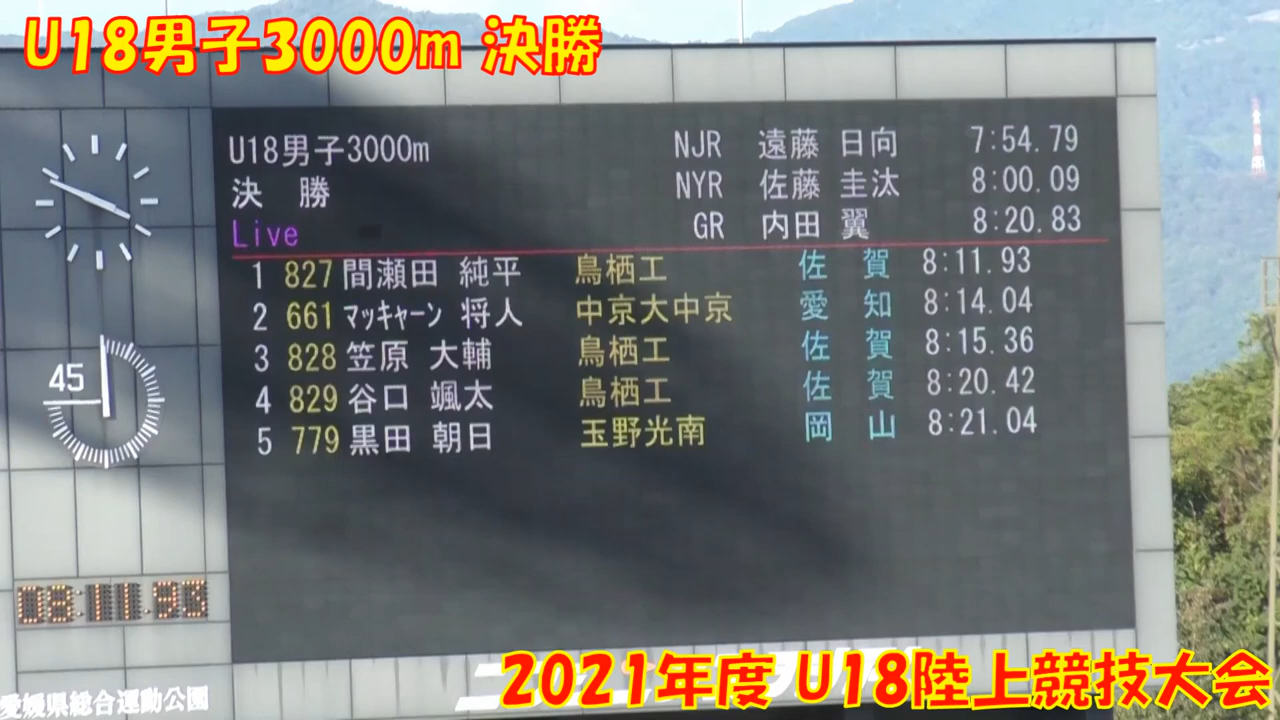 U18男子3000m 決勝
U18男子3000m NJR 遠藤 日向 7:54.79
決 勝 NYR 佐藤 圭汰 8:00.09
Live GR 内田 翼 8:20.83
1 827 間瀬田 純平 鳥栖工 佐 賀 8:11.93
2 661 マッキャーン 将人 中京大中京 愛 知 8:14.04
3 828 笠原 大輔 鳥栖工 佐 賀 8:15.36
4 829 谷口 颯太 鳥栖工 佐 賀 8:20.42
5 779 黒田 朝日 玉野光南 岡 山 8:21.04
45
08:11.93
愛媛県総合運動公園
2021年度 U18陸上競技大会